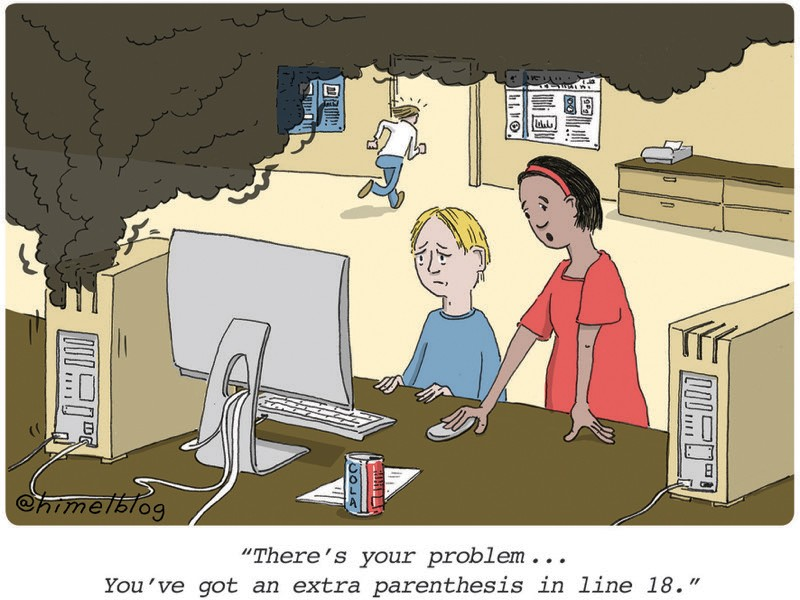 COLA
@himelblog
“There’s your problem...
You’ve got an extra parenthesis in line 18.”